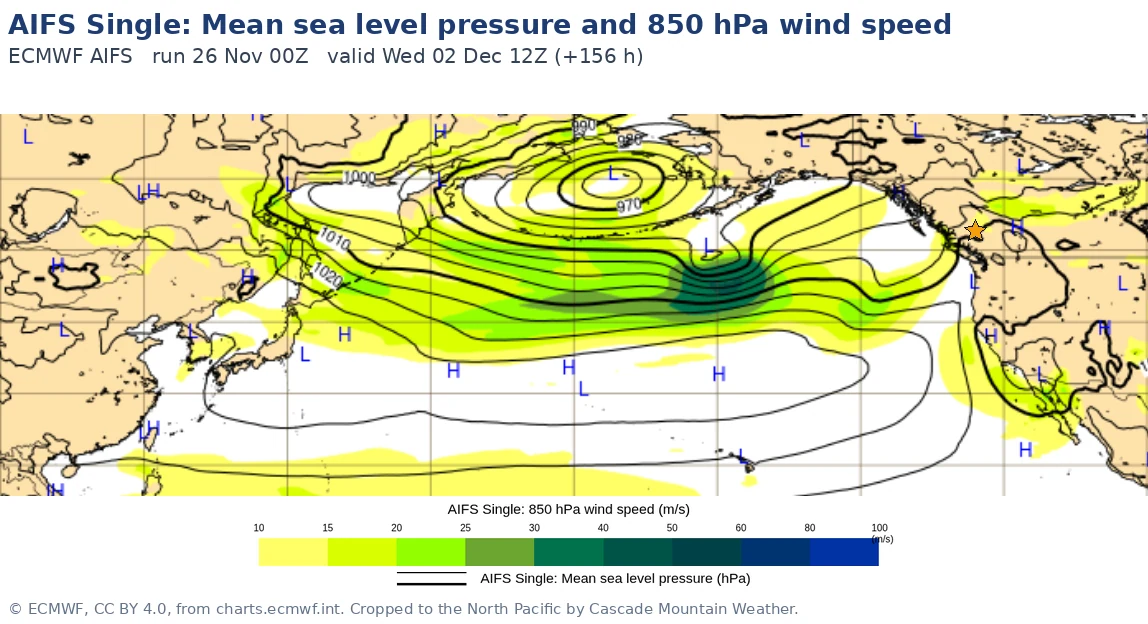 AIFS Single: Mean sea level pressure and 850 hPa wind speed
ECMWF AIFS   run 26 Nov 00Z   valid Wed 02 Dec 12Z (+156 h)
H
L
H
990
980
L
L
L
1000
L
L
L
H
L
L
970
H
H
1010
L
H
1020
H
L
L
L
L
H
H
H
L
H
H
H
H
L
L
L
H
H
L
L
H
AIFS Single: 850 hPa wind speed (m/s)
10 15 20 25 30 40 50 60 80 100
(m/s)
AIFS Single: Mean sea level pressure (hPa)
© ECMWF, CC BY 4.0, from charts.ecmwf.int. Cropped to the North Pacific by Cascade Mountain Weather.